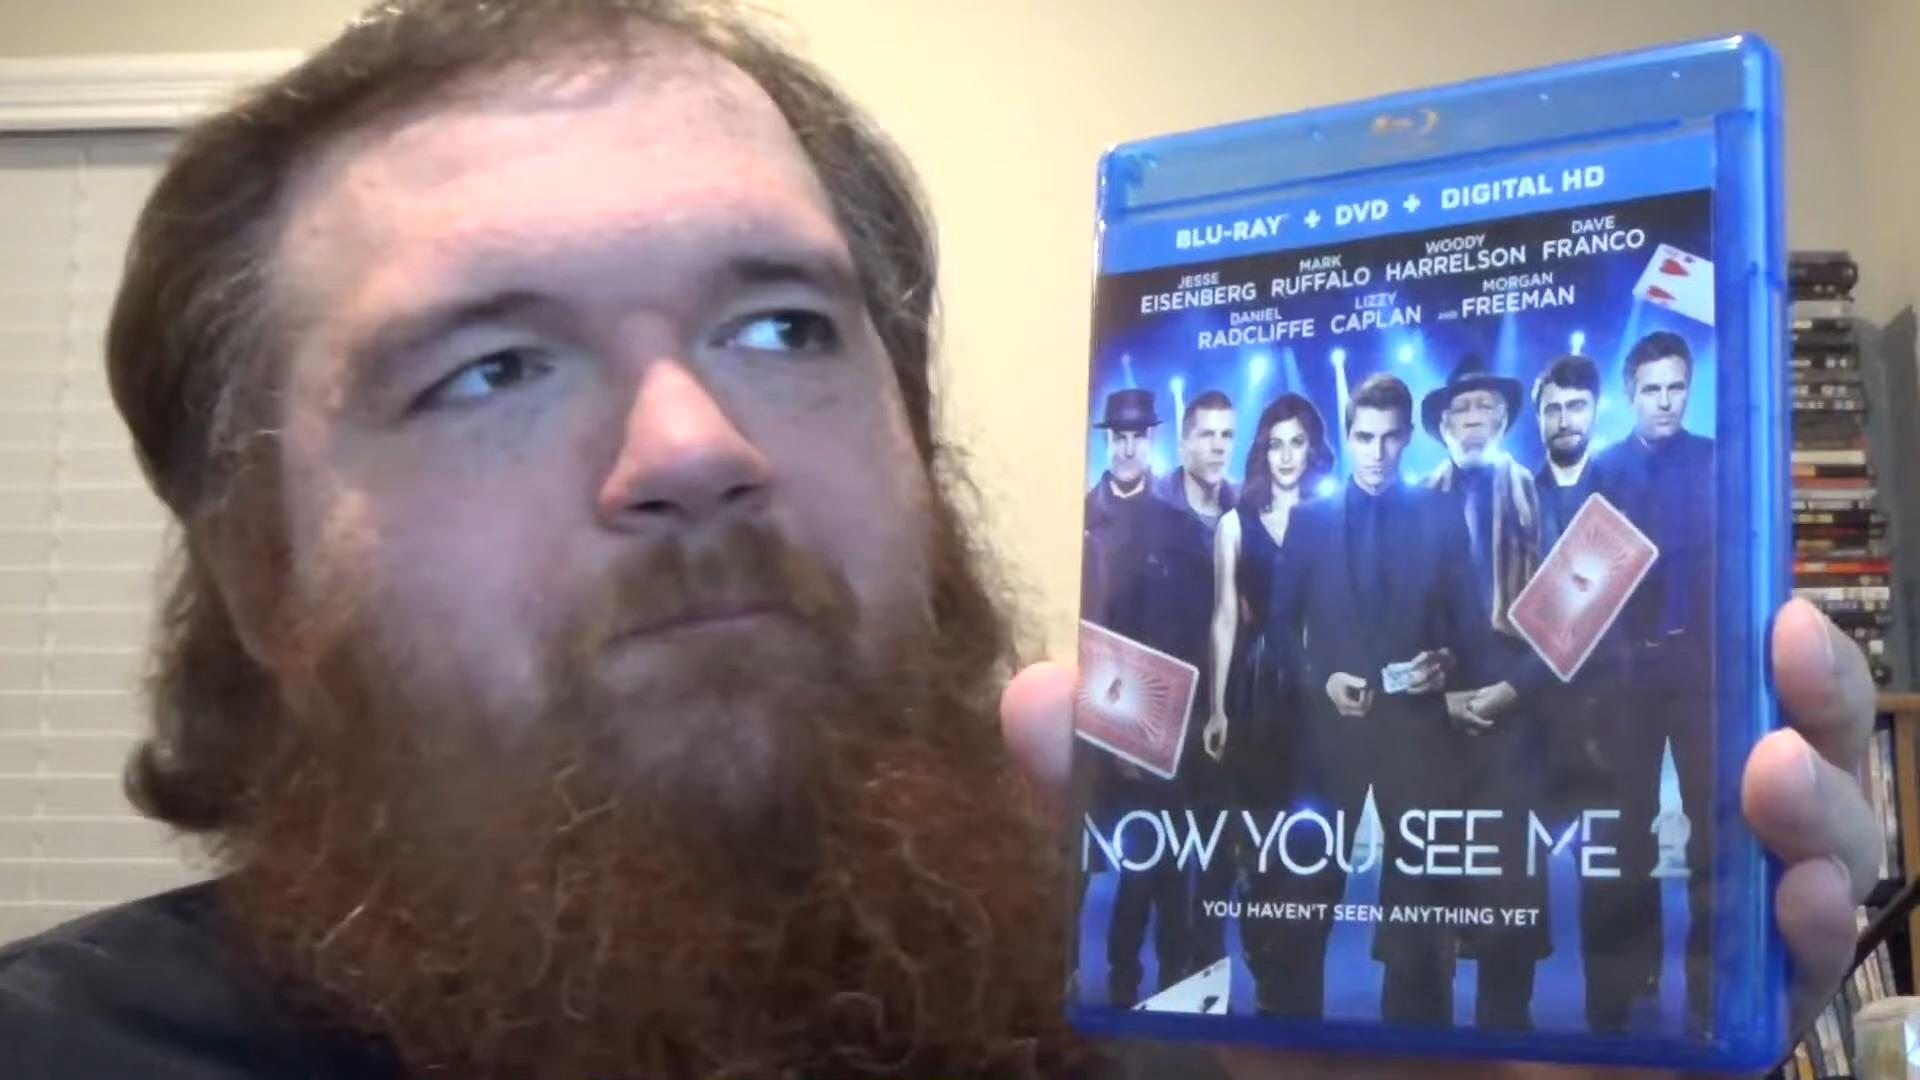 BLU-RAY + DVD + DIGITAL HD
JESSE EISENBERG MARK RUFFALO WOODY HARRELSON DAVE FRANCO
DANIEL RADCLIFFE LIZZY CAPLAN AND MORGAN FREEMAN
NOW YOU SEE ME 2
YOU HAVEN'T SEEN ANYTHING YET